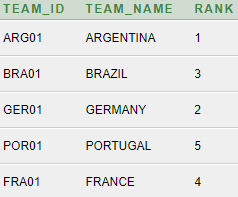 TEAM_ID TEAM_NAME RANK
ARG01 ARGENTINA 1
BRA01 BRAZIL 3
GER01 GERMANY 2
POR01 PORTUGAL 5
FRA01 FRANCE 4